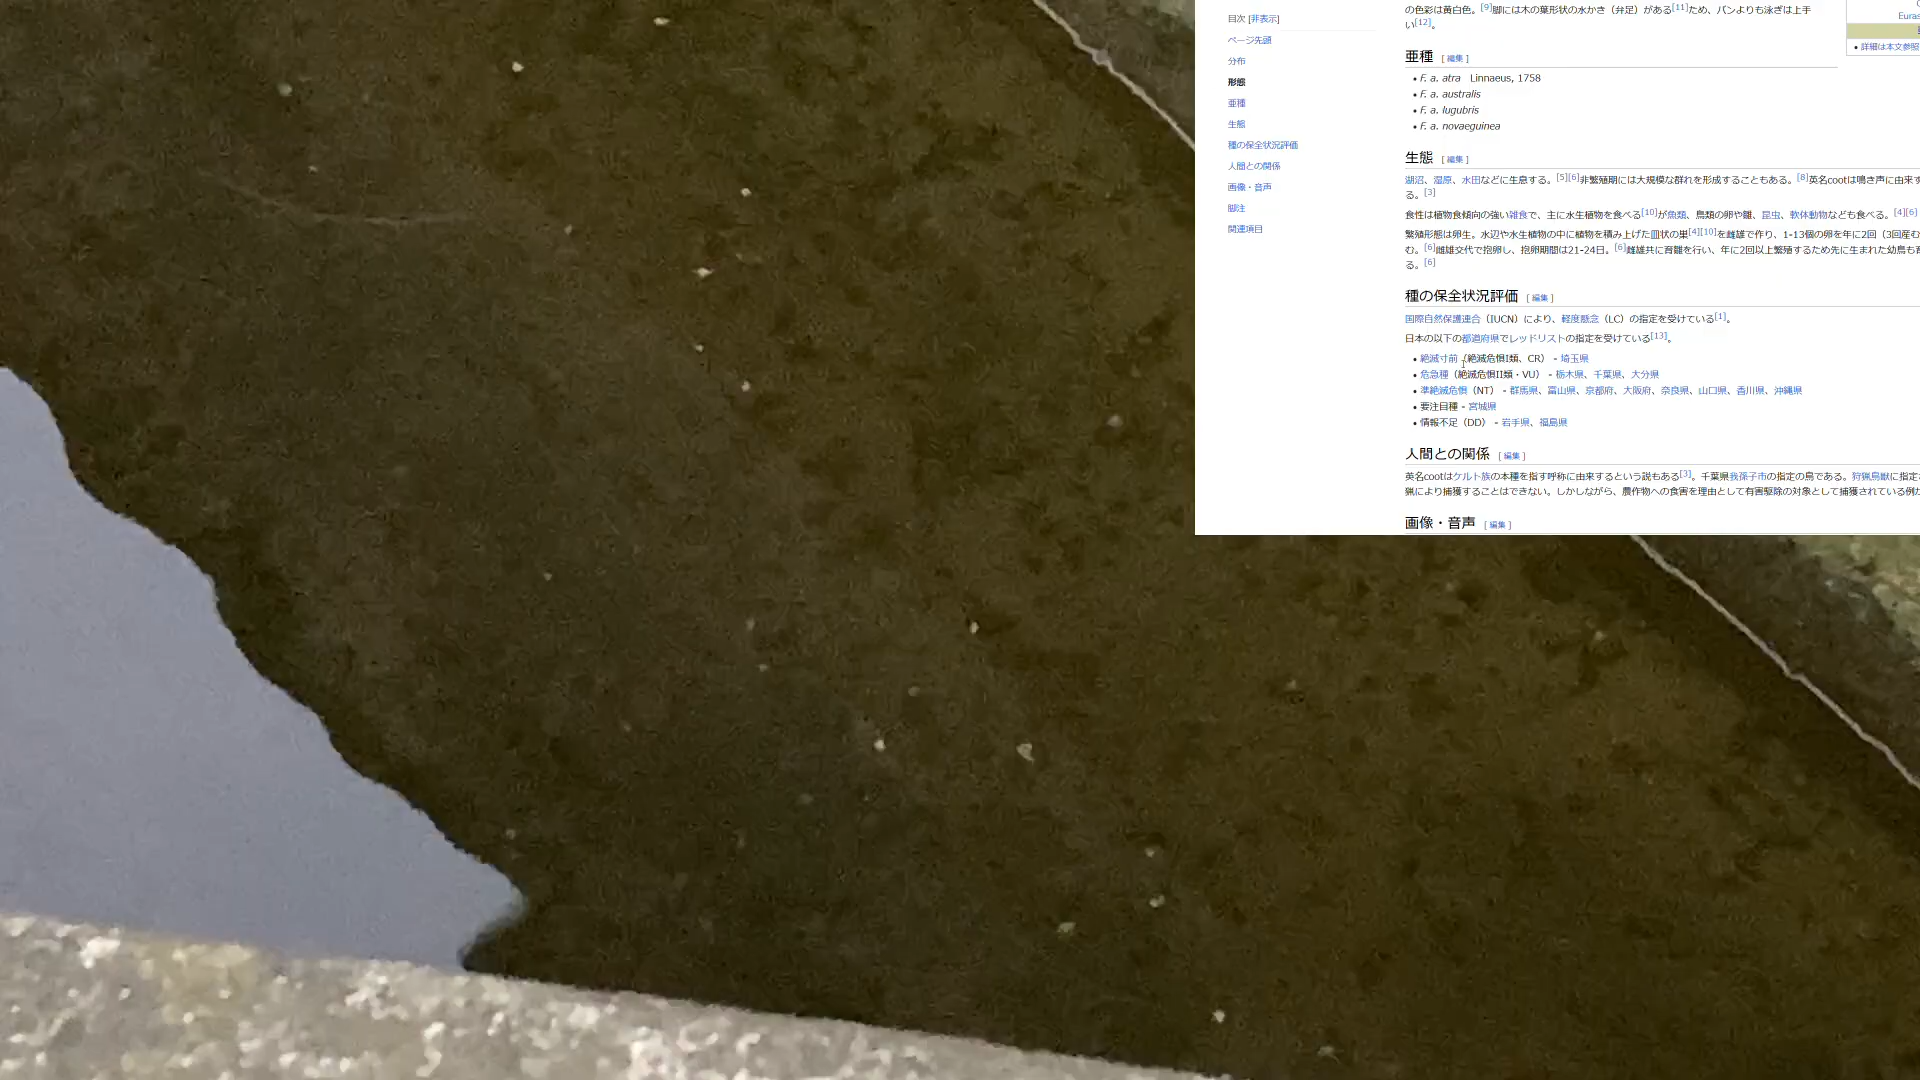 の色彩は黄白色。[9]脚には木の葉形状の水かき（弁足）がある[11]ため、バンよりも泳ぎは上手
い[12]。
目次 [非表示]
ページ先頭
分布
形態
亜種
生態
種の保全状況評価
人間との関係
画像・音声
脚注
関連項目
Euras
• 詳細は本文参照
亜種 [ 編集 ]
• F. a. atra Linnaeus, 1758
• F. a. australis
• F. a. lugubris
• F. a. novaeguinea
生態 [ 編集 ]
湖沼、湿原、水田などに生息する。[5][6]非繁殖期には大規模な群れを形成することもある。[8]英名cootは鳴き声に由来す
る。[3]
食性は植物食傾向の強い雑食で、主に水生植物を食べる[10]が魚類、鳥類の卵や雛、昆虫、軟体動物なども食べる。[4][6]
繁殖形態は卵生。水辺や水生植物の中に植物を積み上げた皿状の巣[4][10]を雌雄で作り、1-13個の卵を年に2回（3回産む
む。[6]雌雄交代で抱卵し、抱卵期間は21-24日。[6]雌雄共に育雛を行い、年に2回以上繁殖するため先に生まれた幼鳥も育
る。[6]
種の保全状況評価 [ 編集 ]
国際自然保護連合（IUCN）により、軽度懸念（LC）の指定を受けている[1]。
日本の以下の都道府県でレッドリストの指定を受けている[13]。
• 絶滅寸前（絶滅危惧I類、CR） - 埼玉県
• 危急種（絶滅危惧II類・VU） - 栃木県、千葉県、大分県
• 準絶滅危惧（NT） - 群馬県、富山県、京都府、大阪府、奈良県、山口県、香川県、沖縄県
• 要注目種 - 宮城県
• 情報不足（DD） - 岩手県、福島県
人間との関係 [ 編集 ]
英名cootはケルト族の本種を指す呼称に由来するという説もある[3]。千葉県我孫子市の指定の鳥である。狩猟鳥獣に指定
猟により捕獲することはできない。しかしながら、農作物への食害を理由として有害駆除の対象として捕獲されている例が
画像・音声 [ 編集 ]